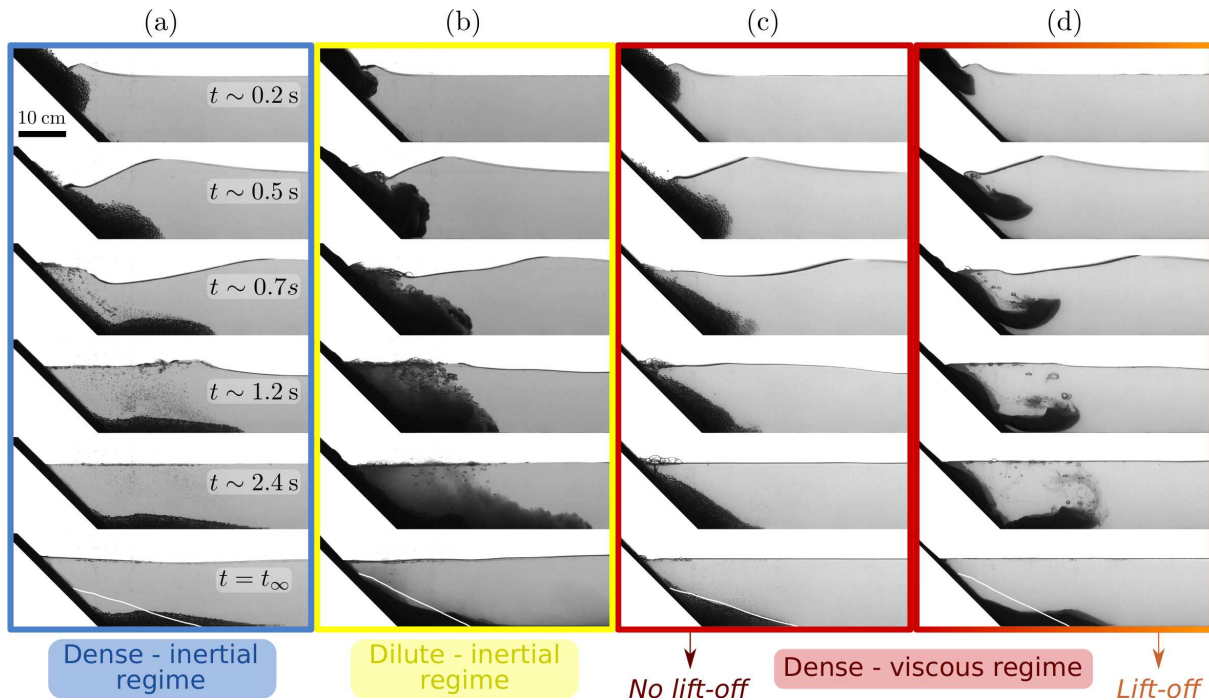 (a)
(b)
(c)
(d)
t ∼ 0.2 s
10 cm
t ∼ 0.5 s
t ∼ 0.7s
t ∼ 1.2 s
t ∼ 2.4 s
t = t∞
Dense - inertial
regime
Dilute - inertial
regime
Dense - viscous regime
No lift-off
Lift-off